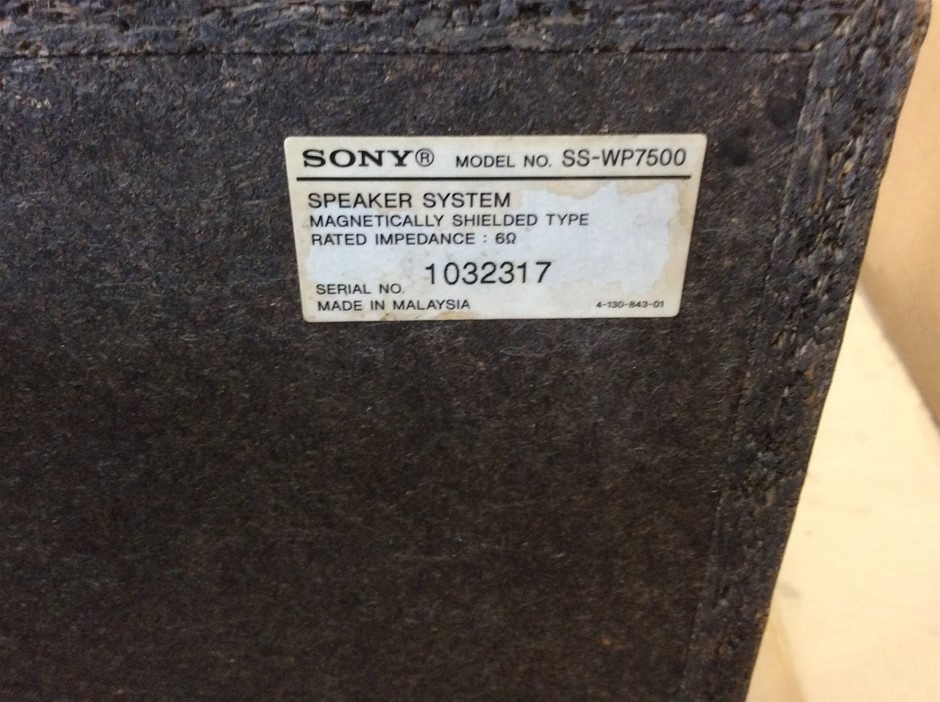 SONY® MODEL NO. SS-WP7500
SPEAKER SYSTEM
MAGNETICALLY SHIELDED TYPE
RATED IMPEDANCE : 6Ω
SERIAL NO. 1032317
MADE IN MALAYSIA 4-130-843-01